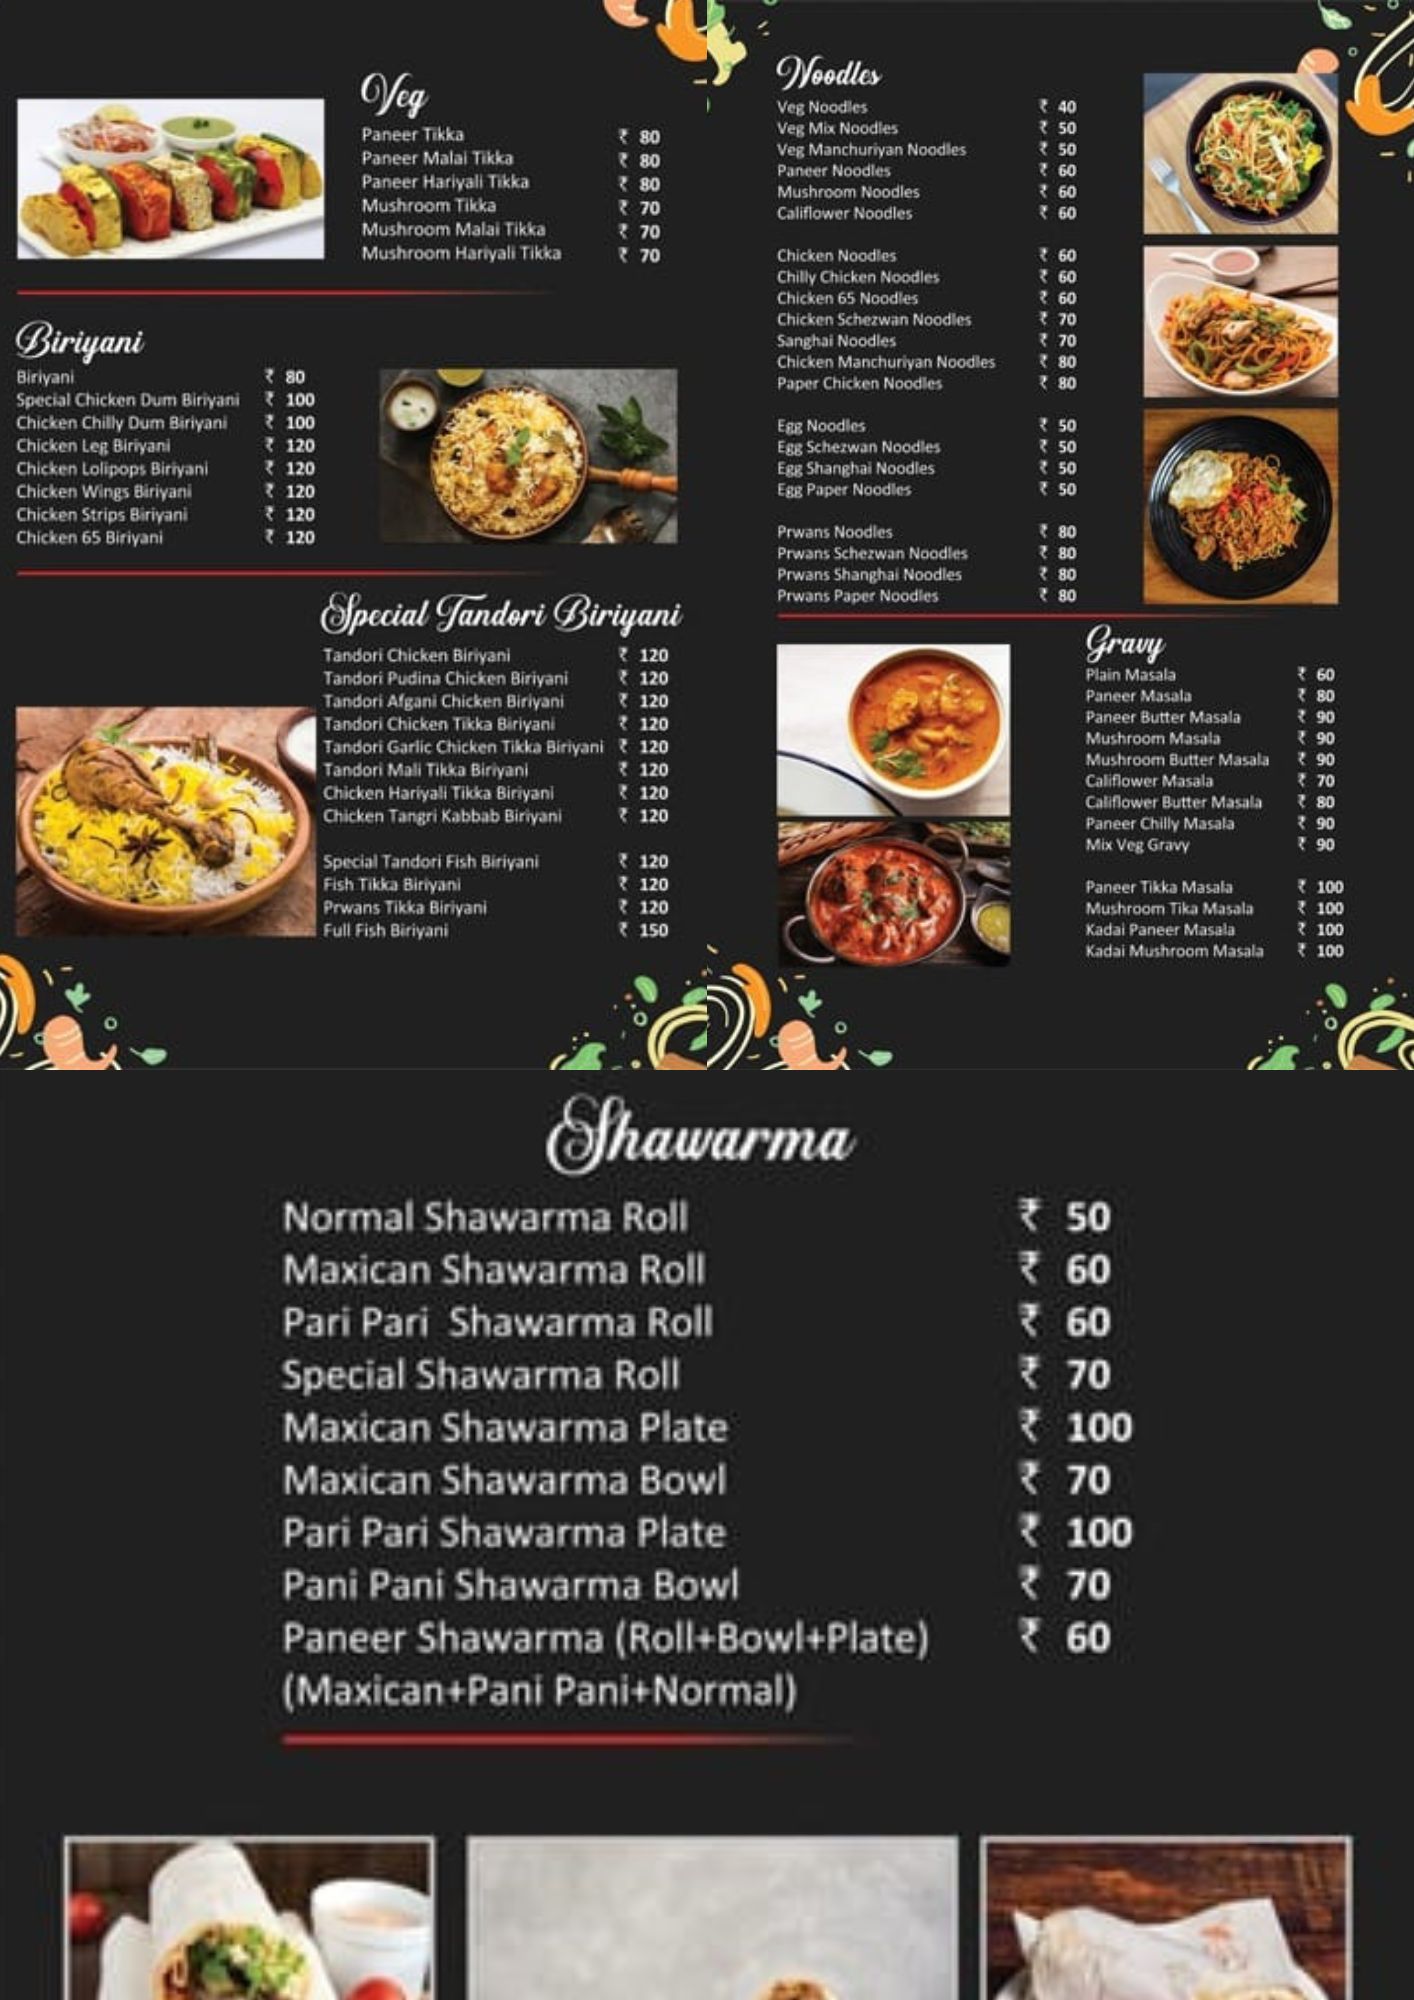 Veg
Paneer Tikka ₹ 80
Paneer Malai Tikka ₹ 80
Paneer Hariyali Tikka ₹ 80
Mushroom Tikka ₹ 70
Mushroom Malai Tikka ₹ 70
Mushroom Hariyali Tikka ₹ 70
Biriyani
Biriyani ₹ 80
Special Chicken Dum Biriyani ₹ 100
Chicken Chilly Dum Biriyani ₹ 100
Chicken Leg Biriyani ₹ 120
Chicken Lolipops Biriyani ₹ 120
Chicken Wings Biriyani ₹ 120
Chicken Strips Biriyani ₹ 120
Chicken 65 Biriyani ₹ 120
Special Tandori Biriyani
Tandori Chicken Biriyani ₹ 120
Tandori Pudina Chicken Biriyani ₹ 120
Tandori Afgani Chicken Biriyani ₹ 120
Tandori Chicken Tikka Biriyani ₹ 120
Tandori Garlic Chicken Tikka Biriyani ₹ 120
Tandori Mali Tikka Biriyani ₹ 120
Chicken Hariyali Tikka Biriyani ₹ 120
Chicken Tangri Kabbab Biriyani ₹ 120
Special Tandori Fish Biriyani ₹ 120
Fish Tikka Biriyani ₹ 120
Prwans Tikka Biriyani ₹ 120
Full Fish Biriyani ₹ 150
Noodles
Veg Noodles ₹ 40
Veg Mix Noodles ₹ 50
Veg Manchuriyan Noodles ₹ 50
Paneer Noodles ₹ 60
Mushroom Noodles ₹ 60
Califlower Noodles ₹ 60
Chicken Noodles ₹ 60
Chilly Chicken Noodles ₹ 60
Chicken 65 Noodles ₹ 60
Chicken Schezwan Noodles ₹ 70
Sanghai Noodles ₹ 70
Chicken Manchuriyan Noodles ₹ 80
Paper Chicken Noodles ₹ 80
Egg Noodles ₹ 50
Egg Schezwan Noodles ₹ 50
Egg Shanghai Noodles ₹ 50
Egg Paper Noodles ₹ 50
Prwans Noodles ₹ 80
Prwans Schezwan Noodles ₹ 80
Prwans Shanghai Noodles ₹ 80
Prwans Paper Noodles ₹ 80
Gravy
Plain Masala ₹ 60
Paneer Masala ₹ 80
Paneer Butter Masala ₹ 90
Mushroom Masala ₹ 90
Mushroom Butter Masala ₹ 90
Califlower Masala ₹ 70
Califlower Butter Masala ₹ 80
Paneer Chilly Masala ₹ 90
Mix Veg Gravy ₹ 90
Paneer Tikka Masala ₹ 100
Mushroom Tika Masala ₹ 100
Kadai Paneer Masala ₹ 100
Kadai Mushroom Masala ₹ 100
Shawarma
Normal Shawarma Roll ₹ 50
Maxican Shawarma Roll ₹ 60
Pari Pari Shawarma Roll ₹ 60
Special Shawarma Roll ₹ 70
Maxican Shawarma Plate ₹ 100
Maxican Shawarma Bowl ₹ 70
Pari Pari Shawarma Plate ₹ 100
Pani Pani Shawarma Bowl ₹ 70
Paneer Shawarma (Roll+Bowl+Plate) ₹ 60
(Maxican+Pani Pani+Normal)